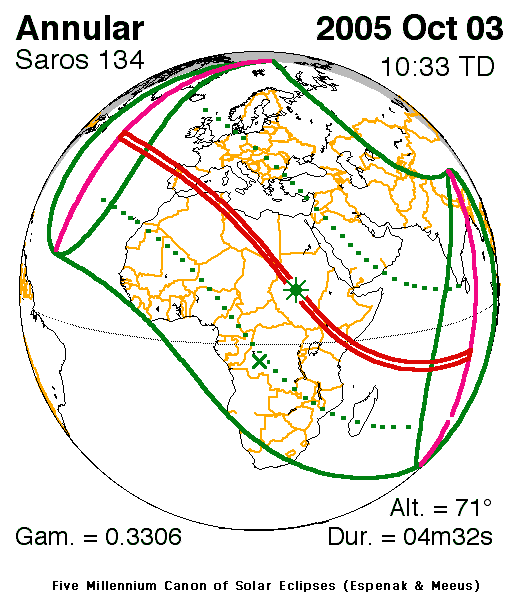 Annular 2005 Oct 03
Saros 134 10:33 TD
Alt. = 71°
Gam. = 0.3306 Dur. = 04m32s
Five Millennium Canon of Solar Eclipses (Espenak & Meeus)